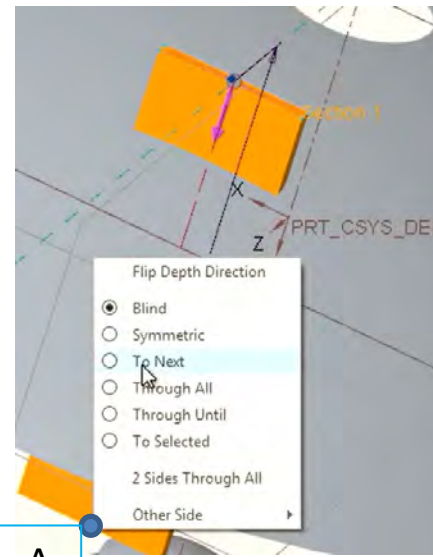 Section 1
X
PRT_CSYS_DE
Z
Flip Depth Direction
Blind
Symmetric
To Next
Through All
Through Until
To Selected
2 Sides Through All
Other Side
A